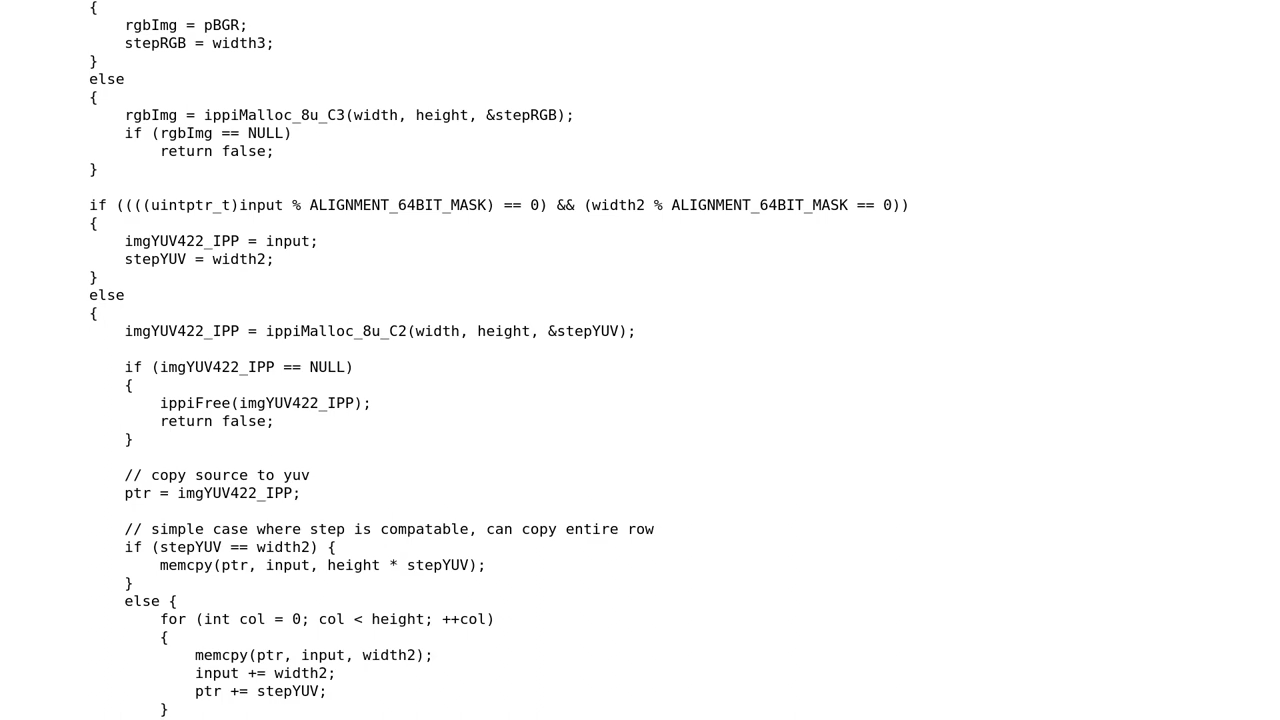 {
    rgbImg = pBGR;
    stepRGB = width3;
}
else
{
    rgbImg = ippiMalloc_8u_C3(width, height, &stepRGB);
    if (rgbImg == NULL)
        return false;
}

if ((((uintptr_t)input % ALIGNMENT_64BIT_MASK) == 0) && (width2 % ALIGNMENT_64BIT_MASK == 0))
{
    imgYUV422_IPP = input;
    stepYUV = width2;
}
else
{
    imgYUV422_IPP = ippiMalloc_8u_C2(width, height, &stepYUV);

    if (imgYUV422_IPP == NULL)
    {
        ippiFree(imgYUV422_IPP);
        return false;
    }

    // copy source to yuv
    ptr = imgYUV422_IPP;

    // simple case where step is compatable, can copy entire row
    if (stepYUV == width2) {
        memcpy(ptr, input, height * stepYUV);
    }
    else {
        for (int col = 0; col < height; ++col)
        {
            memcpy(ptr, input, width2);
            input += width2;
            ptr += stepYUV;
        }